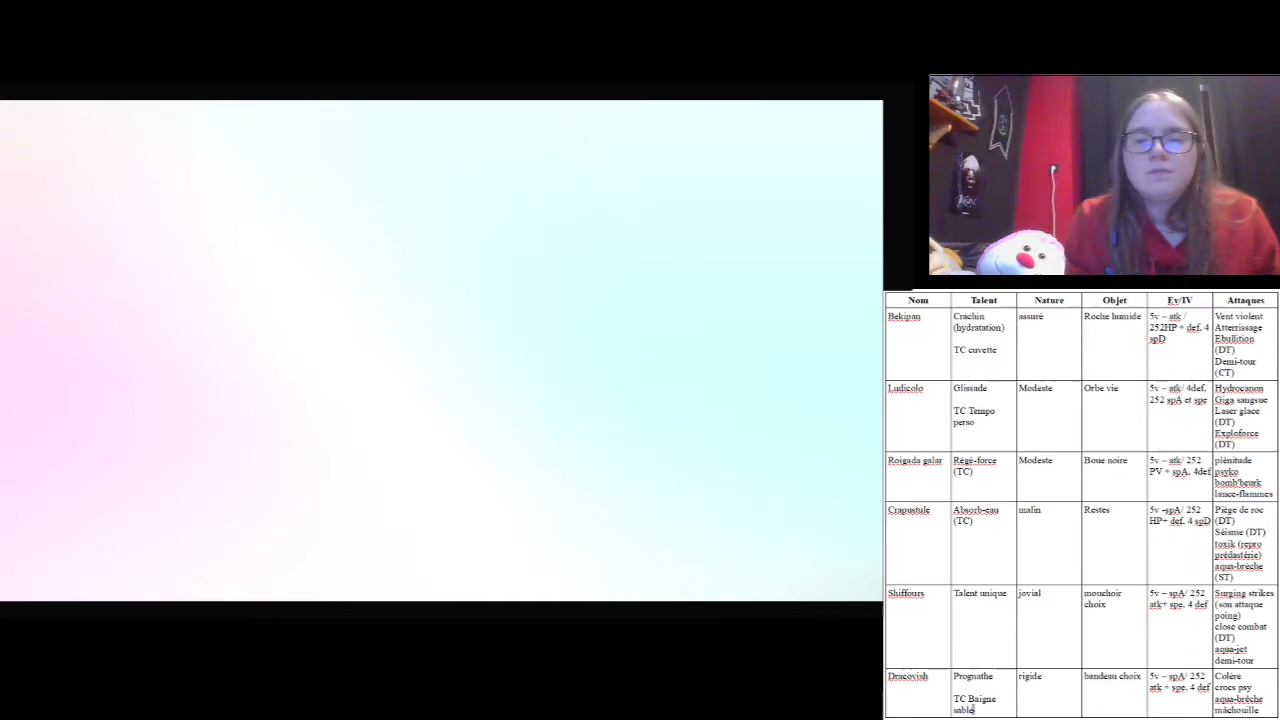 Nom Talent Nature Objet Ev/IV Attaques
Bekipan Crachin assuré Roche humide 5v – atk / Vent violent
(hydratation) 252HP + def, 4 Atterrissage
spD Ebullition
TC cuvette (DT)
Demi-tour
(CT)
Ludicolo Glissade Modeste Orbe vie 5v – atk/ 4def, Hydrocanon
252 spA et spe Giga sangsue
TC Tempo Laser glace
perso (DT)
Exploforce
(DT)
Roigada galar Régé-force Modeste Boue noire 5v – atk/ 252 plénitude
(TC) PV + spA, 4def psyko
bomb'beurk
lance-flammes
Crapustule Absorb-eau malin Restes 5v -spA/ 252 Piège de roc
(TC) HP+ def, 4 spD (DT)
Séisme (DT)
toxik (repro
prédastérie)
aqua-brèche
(ST)
Shiffours Talent unique jovial mouchoir 5v – spA/ 252 Surging strikes
choix atk+ spe, 4 def (son attaque
poing)
close combat
(DT)
aqua-jet
demi-tour
Dracovish Prognathe rigide bandeau choix 5v – spA/ 252 Colère
atk + spe, 4 def crocs psy
TC Baigne aqua-brèche
sable mâchouille